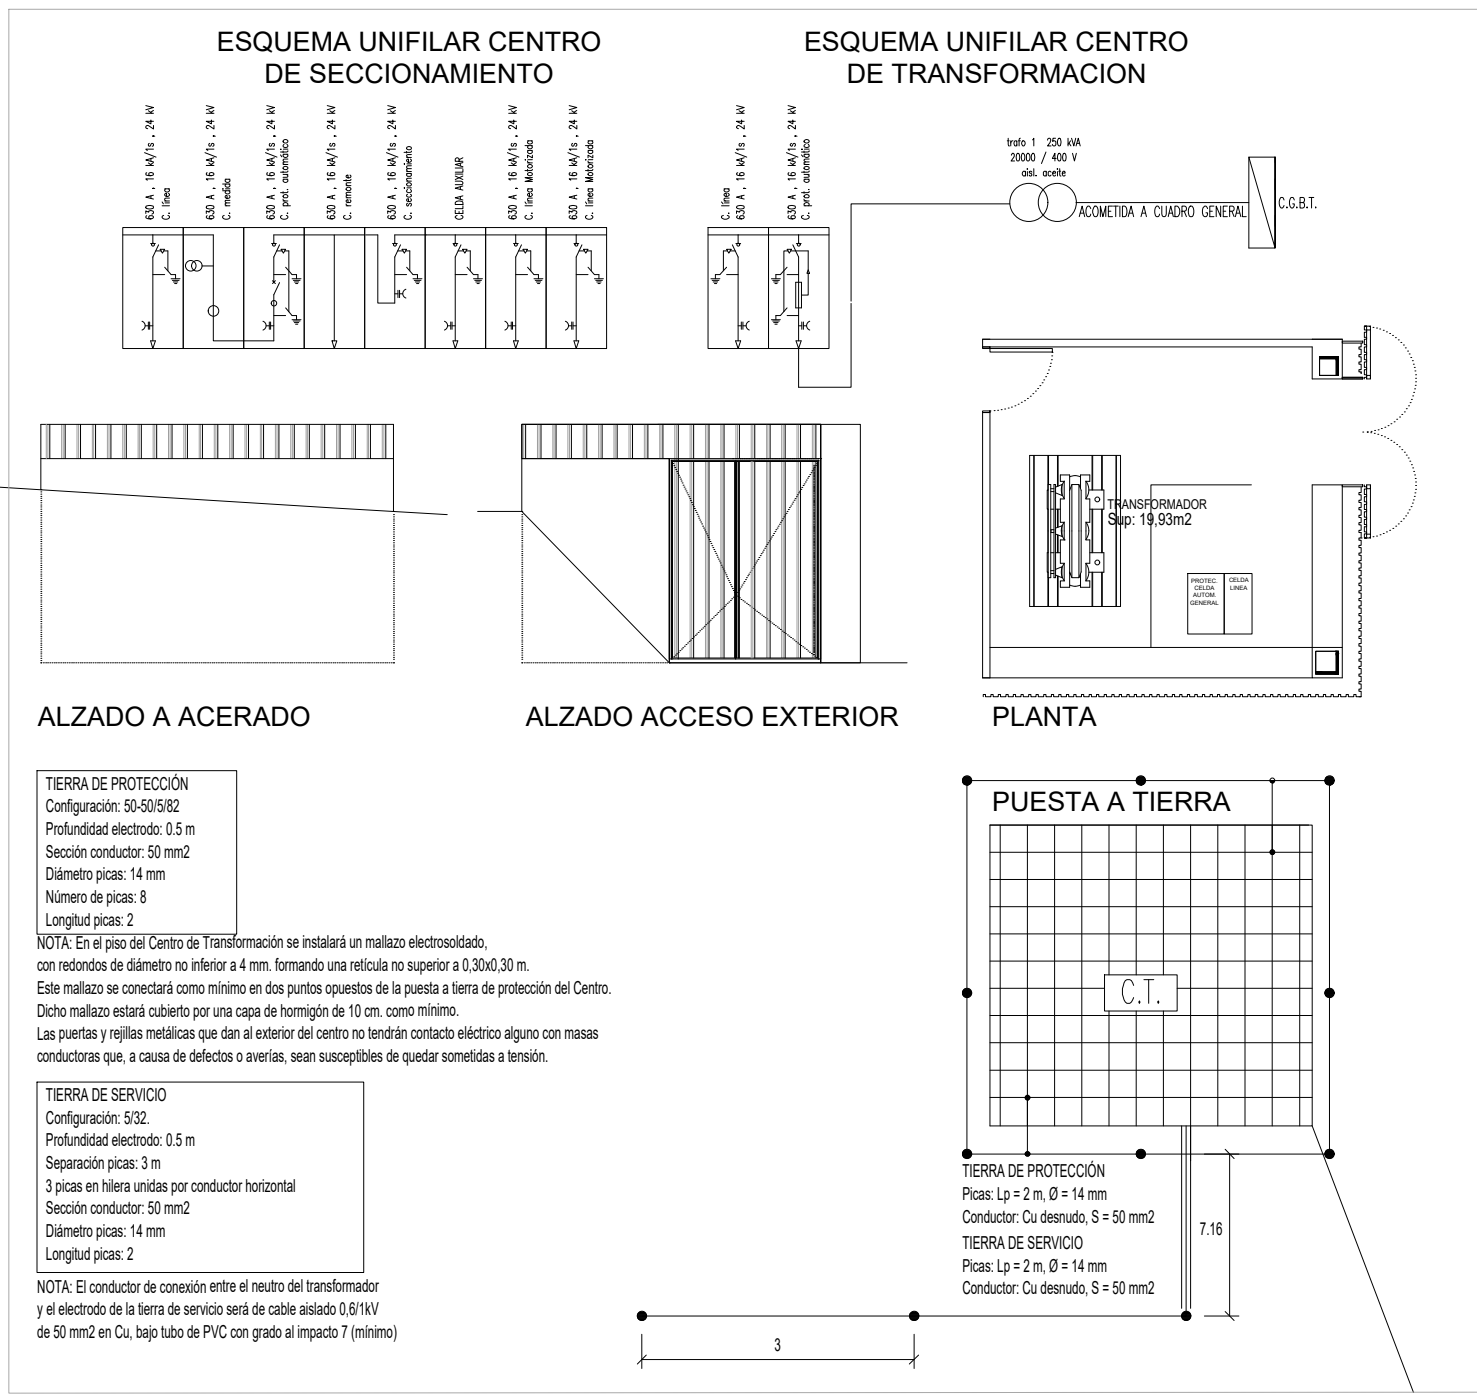 ESQUEMA UNIFILAR CENTRO
DE SECCIONAMIENTO
ESQUEMA UNIFILAR CENTRO
DE TRANSFORMACION
630 A , 16 kA/1s , 24 kV
C. línea
630 A , 16 kA/1s , 24 kV
C. medida
630 A , 16 kA/1s , 24 kV
C. prot. automático
630 A , 16 kA/1s , 24 kV
C. remonte
630 A , 16 kA/1s , 24 kV
C. seccionamiento
CELDA AUXILIAR
630 A , 16 kA/1s , 24 kV
C. línea Motorizada
630 A , 16 kA/1s , 24 kV
C. línea Motorizada
C. línea
630 A , 16 kA/1s , 24 kV
630 A , 16 kA/1s , 24 kV
C. prot. automático
trafo 1 250 kVA
20000 / 400 V
aisl. aceite
ACOMETIDA A CUADRO GENERAL
C.G.B.T.
TRANSFORMADOR
Sup: 19,93m2
PROTEC.
CELDA
AUTOM.
GENERAL
CELDA
LINEA
ALZADO A ACERADO
ALZADO ACCESO EXTERIOR
PLANTA
TIERRA DE PROTECCIÓN
Configuración: 50-50/5/82
Profundidad electrodo: 0.5 m
Sección conductor: 50 mm2
Diámetro picas: 14 mm
Número de picas: 8
Longitud picas: 2
NOTA: En el piso del Centro de Transformación se instalará un mallazo electrosoldado,
con redondos de diámetro no inferior a 4 mm. formando una retícula no superior a 0,30x0,30 m.
Este mallazo se conectará como mínimo en dos puntos opuestos de la puesta a tierra de protección del Centro.
Dicho mallazo estará cubierto por una capa de hormigón de 10 cm. como mínimo.
Las puertas y rejillas metálicas que dan al exterior del centro no tendrán contacto eléctrico alguno con masas
conductoras que, a causa de defectos o averías, sean susceptibles de quedar sometidas a tensión.
TIERRA DE SERVICIO
Configuración: 5/32.
Profundidad electrodo: 0.5 m
Separación picas: 3 m
3 picas en hilera unidas por conductor horizontal
Sección conductor: 50 mm2
Diámetro picas: 14 mm
Longitud picas: 2
NOTA: El conductor de conexión entre el neutro del transformador
y el electrodo de la tierra de servicio será de cable aislado 0,6/1kV
de 50 mm2 en Cu, bajo tubo de PVC con grado al impacto 7 (mínimo)
PUESTA A TIERRA
C.T.
TIERRA DE PROTECCIÓN
Picas: Lp = 2 m, Ø = 14 mm
Conductor: Cu desnudo, S = 50 mm2
TIERRA DE SERVICIO
Picas: Lp = 2 m, Ø = 14 mm
Conductor: Cu desnudo, S = 50 mm2
7.16
3